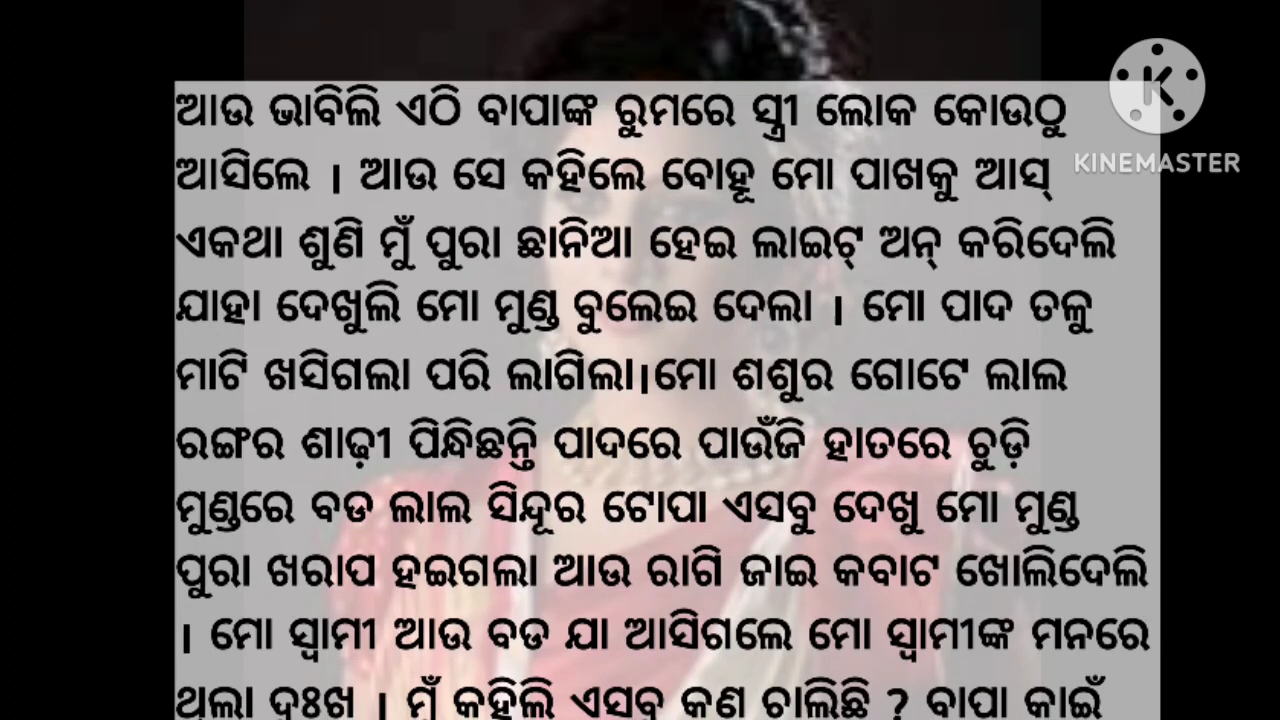 ଆଉ ଭାବିଲି ଏଠି ବାପାଙ୍କ ରୁମରେ ସ୍ତ୍ରୀ ଲୋକ କୋଉଠୁ
ଆସିଲେ । ଆଉ ସେ କହିଲେ ବୋହୂ ମୋ ପାଖକୁ ଆସ୍
ଏକଥା ଶୁଣି ମୁଁ ପୁରା ଛାନିଆ ହେଇ ଲାଇଟ୍ ଅନ୍ କରିଦେଲି
ଯାହା ଦେଖୁଲି ମୋ ମୁଣ୍ଡ ବୁଲେଇ ଦେଲା । ମୋ ପାଦ ତଳୁ
ମାଟି ଖସିଗଲା ପରି ଲାଗିଲା।ମୋ ଶଶୁର ଗୋଟେ ଲାଲ
ରଙ୍ଗର ଶାଢ଼ୀ ପିନ୍ଧିଛନ୍ତି ପାଦରେ ପାଉଁଜି ହାତରେ ଚୁଡ଼ି
ମୁଣ୍ଡରେ ବଡ ଲାଲ ସିନ୍ଦୂର ଟୋପା ଏସବୁ ଦେଖୁ ମୋ ମୁଣ୍ଡ
ପୁରା ଖରାପ ହଇଗଲା ଆଉ ରାଗି ଜାଇ କବାଟ ଖୋଲିଦେଲି
। ମୋ ସ୍ୱାମୀ ଆଉ ବଡ ଯା ଆସିଗଲେ ମୋ ସ୍ୱାମୀଙ୍କ ମନରେ
ଥିଲା ଦୁଃଖ । ମୁଁ କହିଲି ଏସବୁ କଣ ଚାଲିଛି ? ବାପା କାଇଁ
KINEMASTER